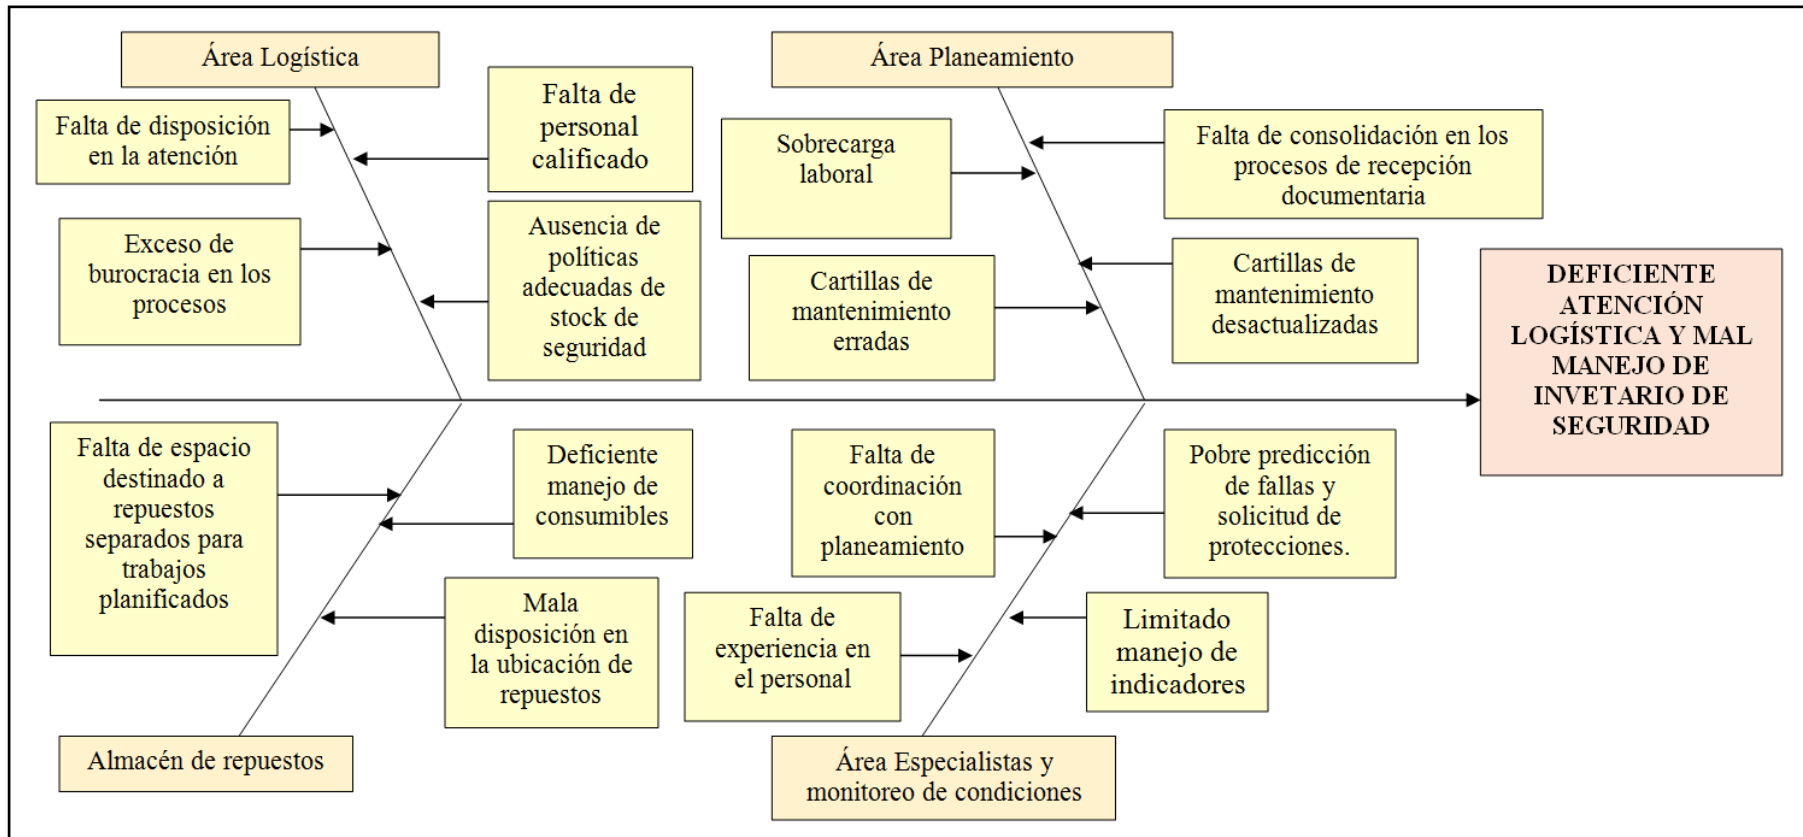 Área Logística
Falta de disposición
en la atención
Falta de
personal
calificado
Exceso de
burocracia en los
procesos
Ausencia de
políticas
adecuadas de
stock de
seguridad
Área Planeamiento
Sobrecarga
laboral
Falta de consolidación en los
procesos de recepción
documentaria
Cartillas de
mantenimiento
erradas
Cartillas de
mantenimiento
desactualizadas
DEFICIENTE
ATENCIÓN
LOGÍSTICA Y MAL
MANEJO DE
INVETARIO DE
SEGURIDAD
Falta de espacio
destinado a
repuestos
separados para
trabajos
planificados
Deficiente
manejo de
consumibles
Mala
disposición en
la ubicación de
repuestos
Almacén de repuestos
Falta de
coordinación
con
planeamiento
Pobre predicción
de fallas y
solicitud de
protecciones.
Falta de
experiencia en
el personal
Limitado
manejo de
indicadores
Área Especialistas y
monitoreo de condiciones